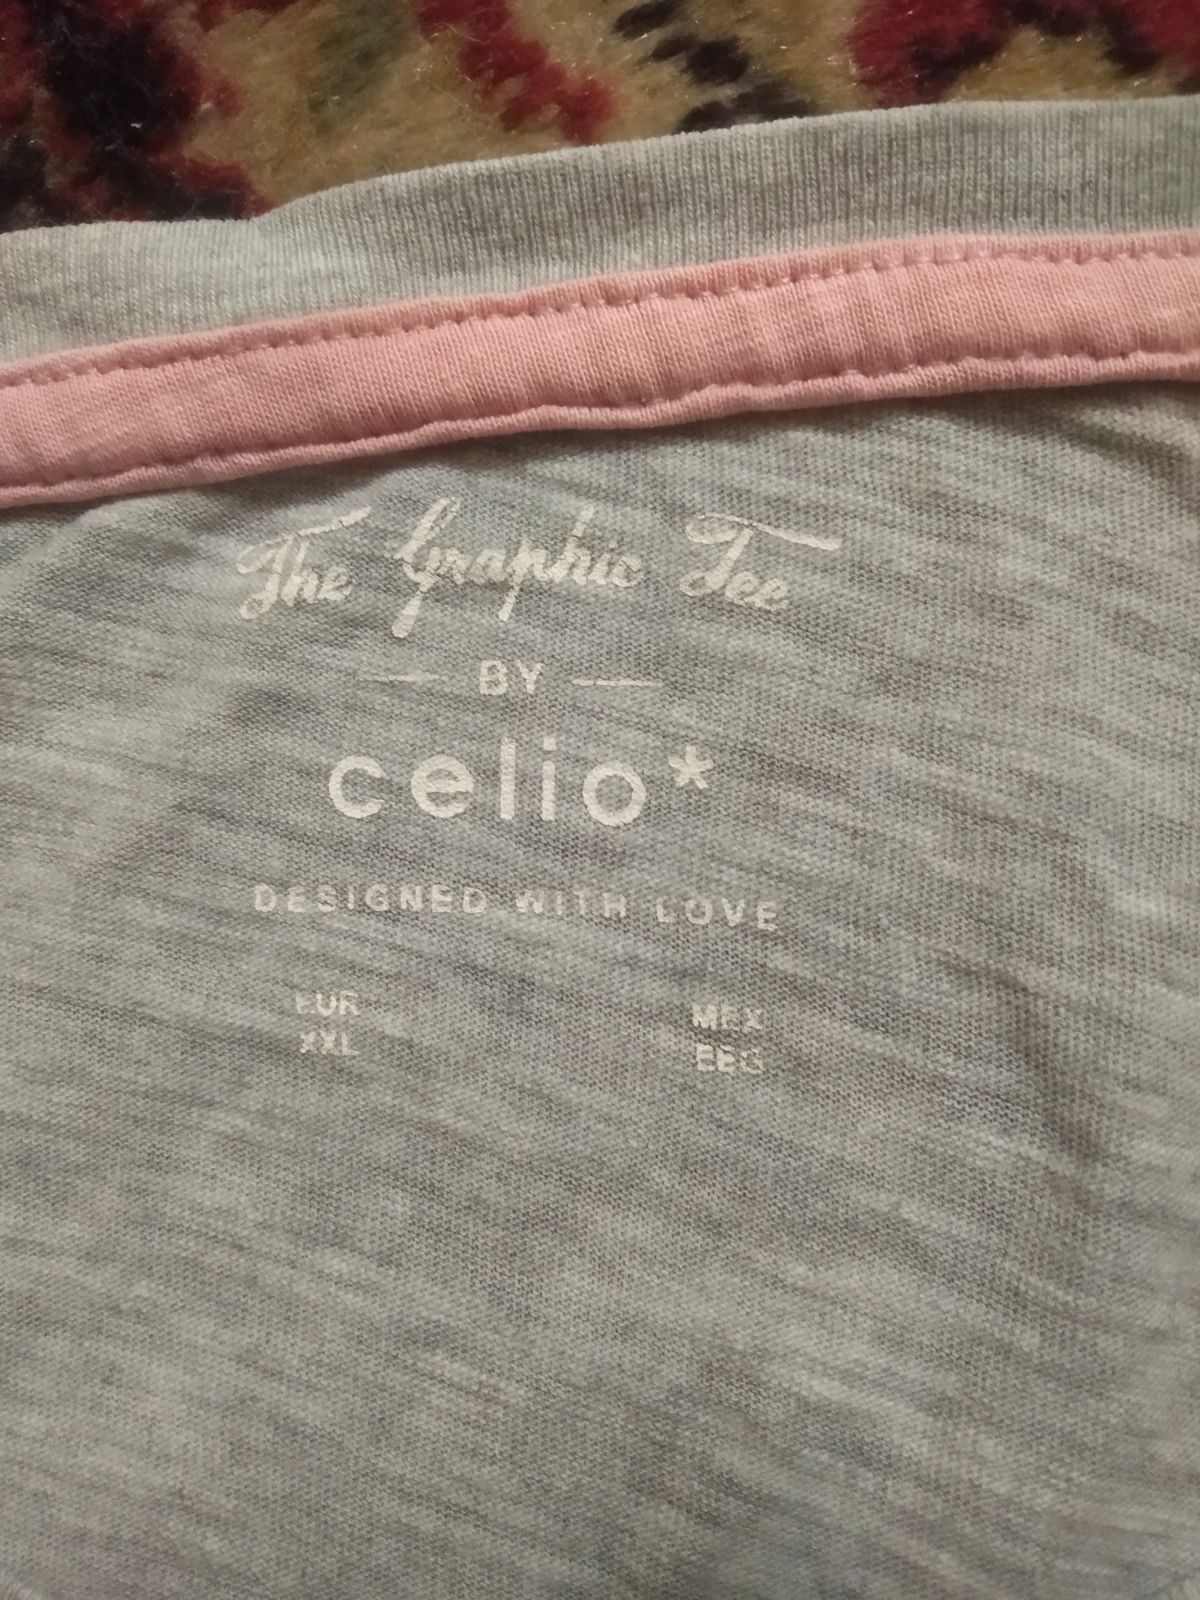 The Graphic Tee
BY
celio*
DESIGNED WITH LOVE
EUR MEX
XXL EEG